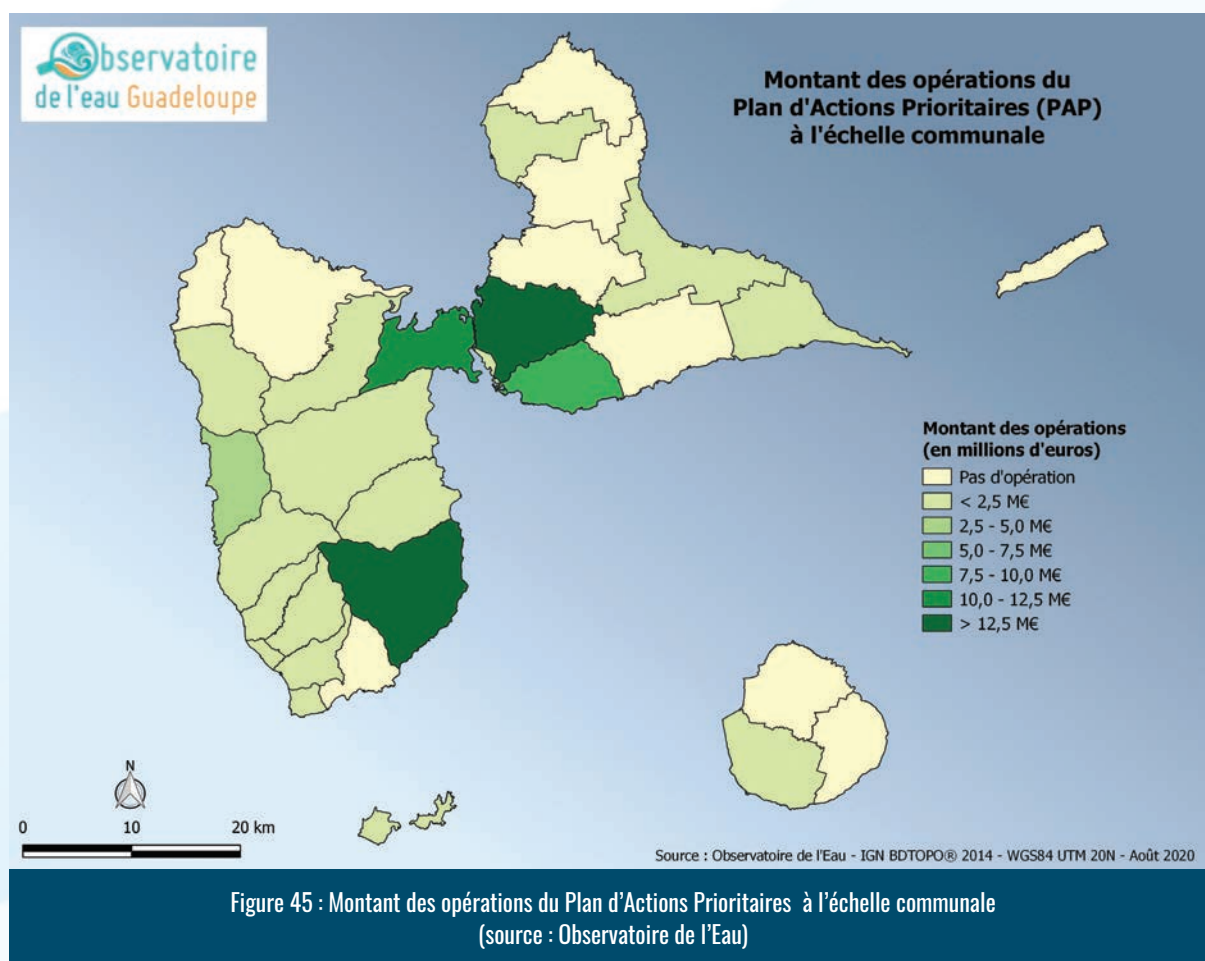 Observatoire
de l'eau Guadeloupe
Montant des opérations du
Plan d'Actions Prioritaires (PAP)
à l'échelle communale
Montant des opérations
(en millions d'euros)
Pas d'opération
< 2,5 M€
2,5 - 5,0 M€
5,0 - 7,5 M€
7,5 - 10,0 M€
10,0 - 12,5 M€
> 12,5 M€
N
0 10 20 km
Source : Observatoire de l'Eau - IGN BDTOPO® 2014 - WGS84 UTM 20N - Août 2020
Figure 45 : Montant des opérations du Plan d'Actions Prioritaires à l'échelle communale
(source : Observatoire de l'Eau)